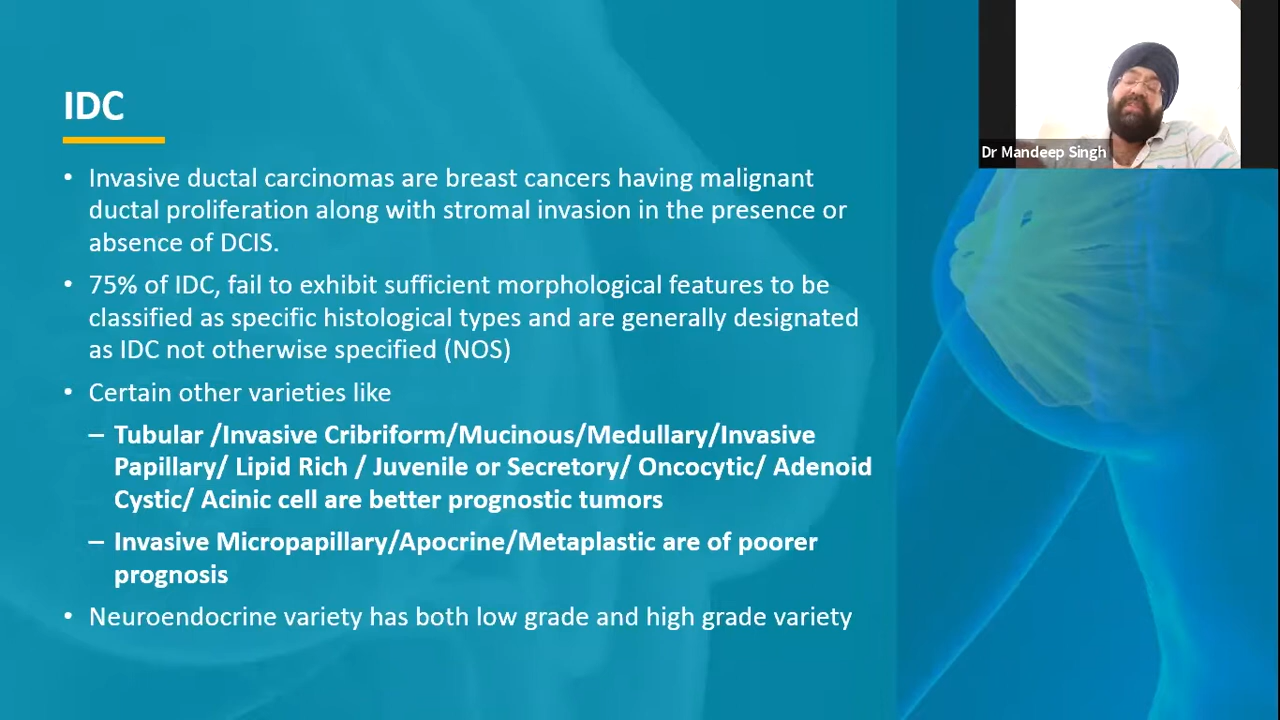 IDC
• Invasive ductal carcinomas are breast cancers having malignant
ductal proliferation along with stromal invasion in the presence or
absence of DCIS.
• 75% of IDC, fail to exhibit sufficient morphological features to be
classified as specific histological types and are generally designated
as IDC not otherwise specified (NOS)
• Certain other varieties like
– Tubular /Invasive Cribriform/Mucinous/Medullary/Invasive
Papillary/ Lipid Rich / Juvenile or Secretory/ Oncocytic/ Adenoid
Cystic/ Acinic cell are better prognostic tumors
– Invasive Micropapillary/Apocrine/Metaplastic are of poorer
prognosis
• Neuroendocrine variety has both low grade and high grade variety
Dr Mandeep Singh